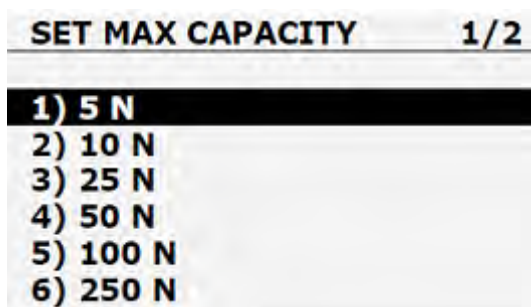 SET MAX CAPACITY 1/2
1) 5 N
2) 10 N
3) 25 N
4) 50 N
5) 100 N
6) 250 N